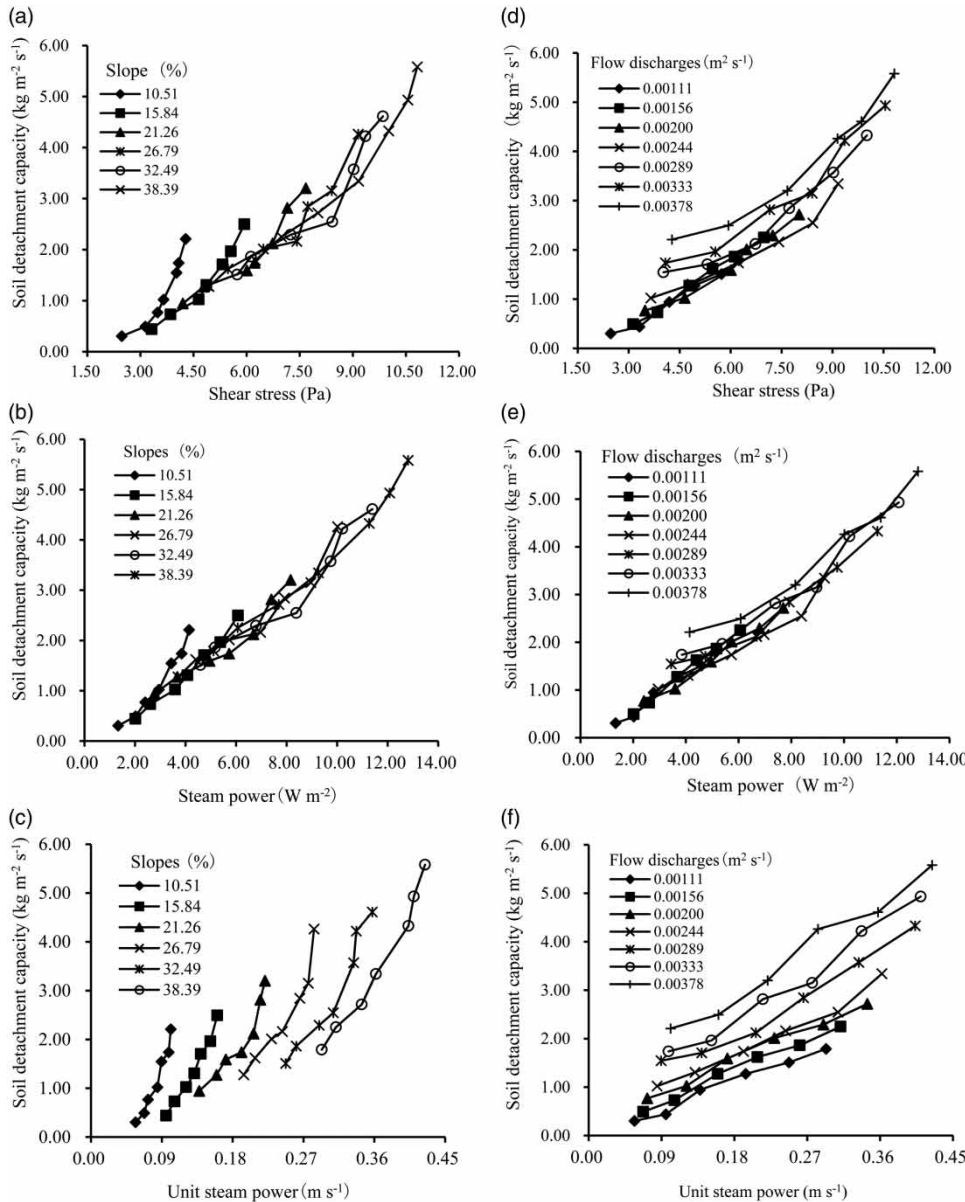 (a)
Soil detachment capacity (kg m⁻² s⁻¹)
6.00
5.00
4.00
3.00
2.00
1.00
0.00
Slope （%）
10.51
15.84
21.26
26.79
32.49
38.39
1.50 3.00 4.50 6.00 7.50 9.00 10.50 12.00
Shear stress (Pa)
(d)
Soil detachment capacity (kg m⁻² s⁻¹)
6.00
5.00
4.00
3.00
2.00
1.00
0.00
Flow discharges(m² s⁻¹)
0.00111
0.00156
0.00200
0.00244
0.00289
0.00333
0.00378
1.50 3.00 4.50 6.00 7.50 9.00 10.50 12.00
Shear stress (Pa)
(b)
Soil detachment capacity (kg m⁻² s⁻¹)
6.00
5.00
4.00
3.00
2.00
1.00
0.00
Slopes （%）
10.51
15.84
21.26
26.79
32.49
38.39
0.00 2.00 4.00 6.00 8.00 10.00 12.00 14.00
Steam power（W m⁻²）
(e)
Soil detachment capacity (kg m⁻² s⁻¹)
6.00
5.00
4.00
3.00
2.00
1.00
0.00
Flow discharges （m² s⁻¹）
0.00111
0.00156
0.00200
0.00244
0.00289
0.00333
0.00378
0.00 2.00 4.00 6.00 8.00 10.00 12.00 14.00
Steam power （W m⁻²）
(c)
Soil detachment capacity (kg m⁻² s⁻¹)
6.00
5.00
4.00
3.00
2.00
1.00
0.00
Slopes （%）
10.51
15.84
21.26
26.79
32.49
38.39
0.00 0.09 0.18 0.27 0.36 0.45
Unit steam power（m s⁻¹）
(f)
Soil detachment capacity (kg m⁻² s⁻¹)
6.00
5.00
4.00
3.00
2.00
1.00
0.00
Flow discharges(m² s⁻¹)
0.00111
0.00156
0.00200
0.00244
0.00289
0.00333
0.00378
0.00 0.09 0.18 0.27 0.36 0.45
Unit steam power (m s⁻¹)